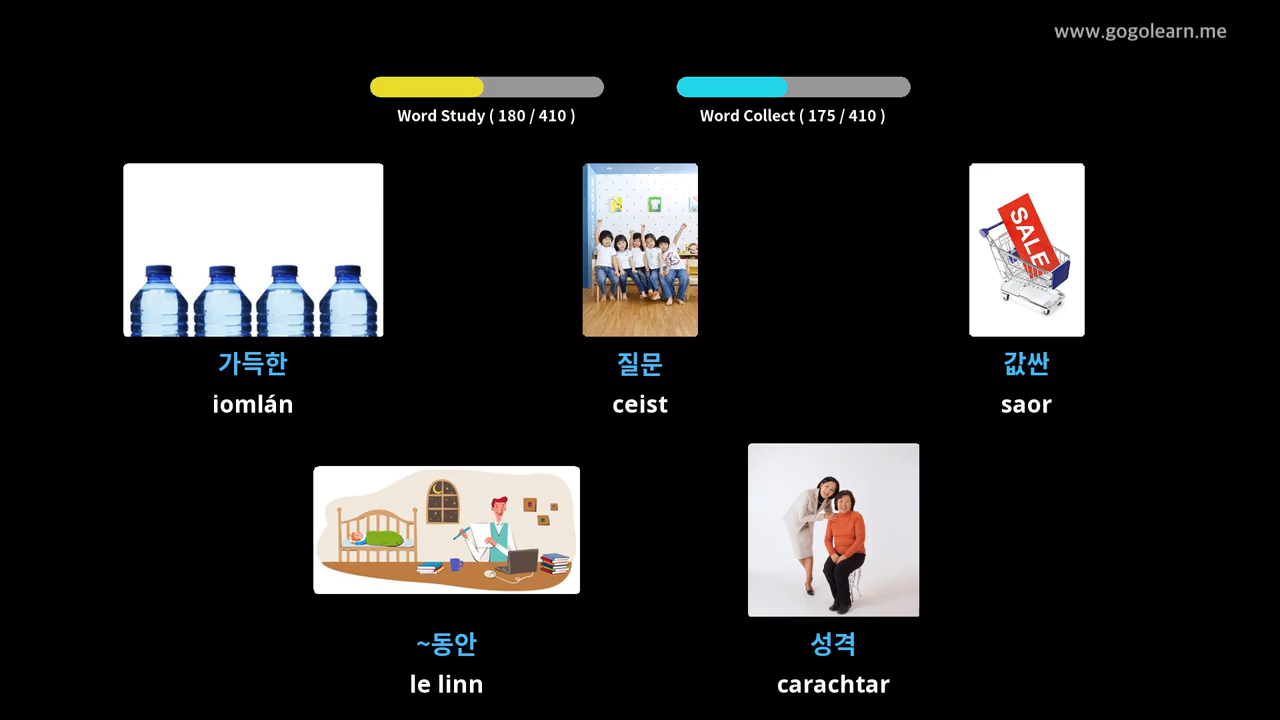 www.gogolearn.me
Word Study ( 180 / 410 )
Word Collect ( 175 / 410 )
SALE
가득한
질문
값싼
iomlán
ceist
saor
~동안
성격
le linn
carachtar